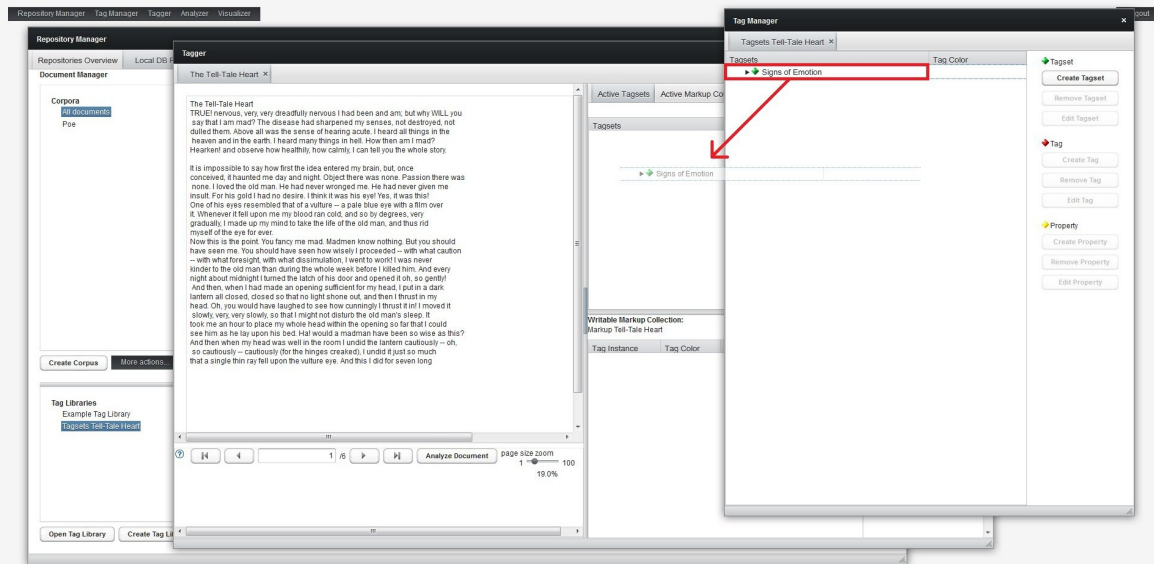 Repository Manager Tag Manager Tagger Analyzer Visualizer
gout
Repository Manager
Repositories Overview Local DB
Document Manager
Corpora
All documents
Poe
Create Corpus More actions...
Tag Libraries
Example Tag Library
Tagsets Tell-Tale Heart
Open Tag Library Create Tag Li
Tagger
The Tell-Tale Heart ×
The Tell-Tale Heart
TRUE! nervous, very, very dreadfully nervous I had been and am; but why WILL you
say that I am mad? The disease had sharpened my senses, not destroyed, not
dulled them. Above all was the sense of hearing acute. I heard all things in the
heaven and in the earth. I heard many things in hell. How then am I mad?
Hearken! and observe how healthily, how calmly, I can tell you the whole story.
It is impossible to say how first the idea entered my brain, but, once
conceived, it haunted me day and night. Object there was none. Passion there was
none. I loved the old man. He had never wronged me. He had never given me
insult. For his gold I had no desire. I think it was his eye! Yes, it was this!
One of his eyes resembled that of a vulture -- a pale blue eye with a film over
it. Whenever it fell upon me my blood ran cold, and so by degrees, very
gradually, I made up my mind to take the life of the old man, and thus rid
myself of the eye for ever.
Now this is the point. You fancy me mad. Madmen know nothing. But you should
have seen me. You should have seen how wisely I proceeded -- with what caution
-- with what foresight, with what dissimulation, I went to work! I was never
kinder to the old man than during the whole week before I killed him. And every
night about midnight I turned the latch of his door and opened it oh, so gently!
And then, when I had made an opening sufficient for my head, I put in a dark
lantern all closed, closed so that no light shone out, and then I thrust in my
head. Oh, you would have laughed to see how cunningly I thrust it in! I moved it
slowly, very, very slowly, so that I might not disturb the old man's sleep. It
took me an hour to place my whole head within the opening so far that I could
see him as he lay upon his bed. Ha! would a madman have been so wise as this?
And then when my head was well in the room I undid the lantern cautiously -- oh,
so cautiously -- cautiously (for the hinges creaked), I undid it just so much
that a single thin ray fell upon the vulture eye. And this I did for seven long
1 /6 Analyze Document
page size zoom
1 100
19.0%
Active Tagsets Active Markup Co
Tagsets
Signs of Emotion
Writable Markup Collection:
Markup Tell-Tale Heart
Tag Instance Tag Color
Tag Manager ×
Tagsets Tell-Tale Heart ×
Tagsets Tag Color
Signs of Emotion
Tagset
Create Tagset
Remove Tagset
Edit Tagset
Tag
Create Tag
Remove Tag
Edit Tag
Property
Create Property
Remove Property
Edit Property